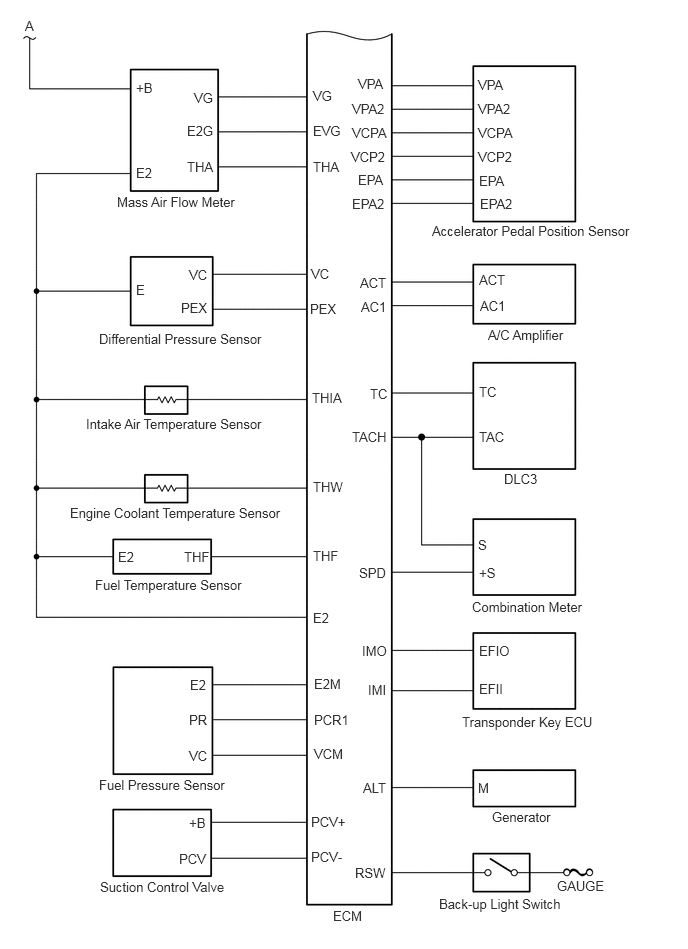 A
+B
VG
E2G
THA
E2
Mass Air Flow Meter
VC
E
PEX
Differential Pressure Sensor
Intake Air Temperature Sensor
Engine Coolant Temperature Sensor
E2
THF
Fuel Temperature Sensor
E2
PR
VC
Fuel Pressure Sensor
+B
PCV
Suction Control Valve
VG
EVG
THA
VC
PEX
THIA
THW
THF
E2
E2M
PCR1
VCM
PCV+
PCV-
VPA
VPA2
VCPA
VCP2
EPA
EPA2
ACT
AC1
TC
TACH
SPD
IMO
IMI
ALT
RSW
ECM
VPA
VPA2
VCPA
VCP2
EPA
EPA2
Accelerator Pedal Position Sensor
ACT
AC1
A/C Amplifier
TC
TAC
DLC3
S
+S
Combination Meter
EFIO
EFII
Transponder Key ECU
M
Generator
GAUGE
Back-up Light Switch